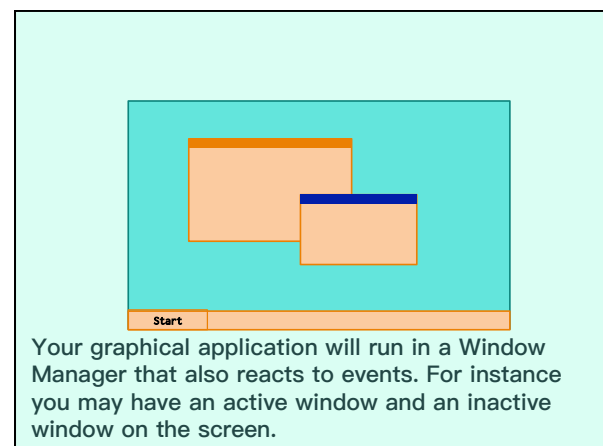 Start
Your graphical application will run in a Window
Manager that also reacts to events. For instance
you may have an active window and an inactive
window on the screen.